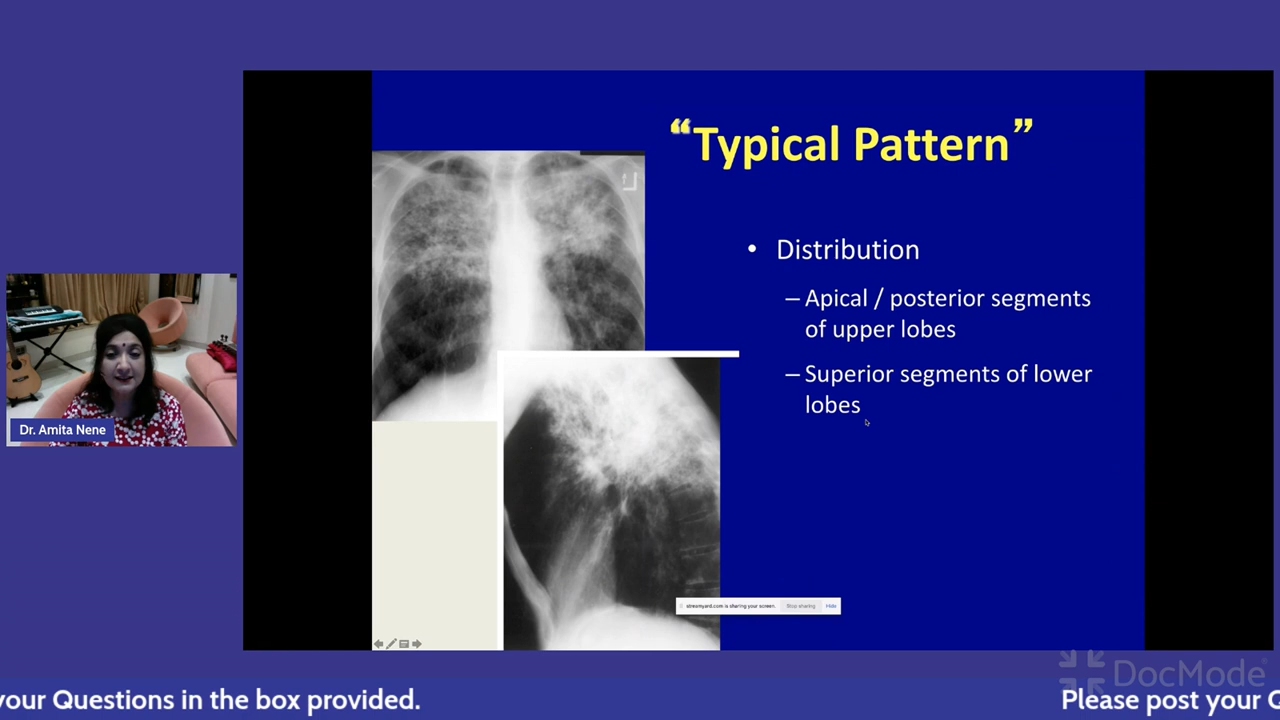 “Typical Pattern”
• Distribution
– Apical / posterior segments
of upper lobes
– Superior segments of lower
lobes
Dr. Amita Nene
streamyard.com is sharing your screen. Stop sharing Hide
DocMode
your Questions in the box provided.
Please post your